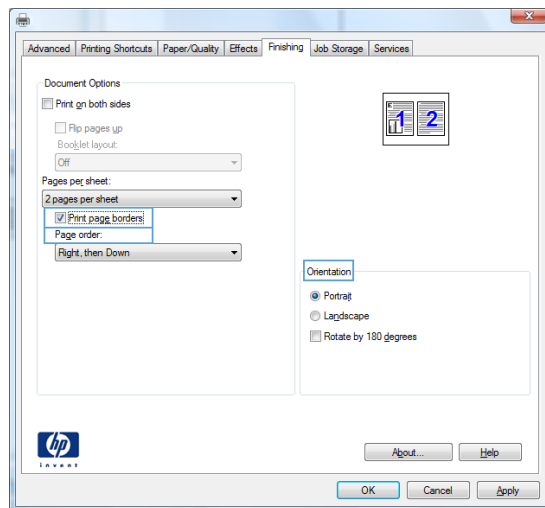 Advanced Printing Shortcuts Paper/Quality Effects Finishing Job Storage Services
Document Options
Print on both sides
Flip pages up
Booklet layout:
Off
Pages per sheet:
2 pages per sheet
Print page borders
Page order:
Right, then Down
1 2
Orientation
Portrait
Landscape
Rotate by 180 degrees
hp
invent
About... Help
OK Cancel Apply